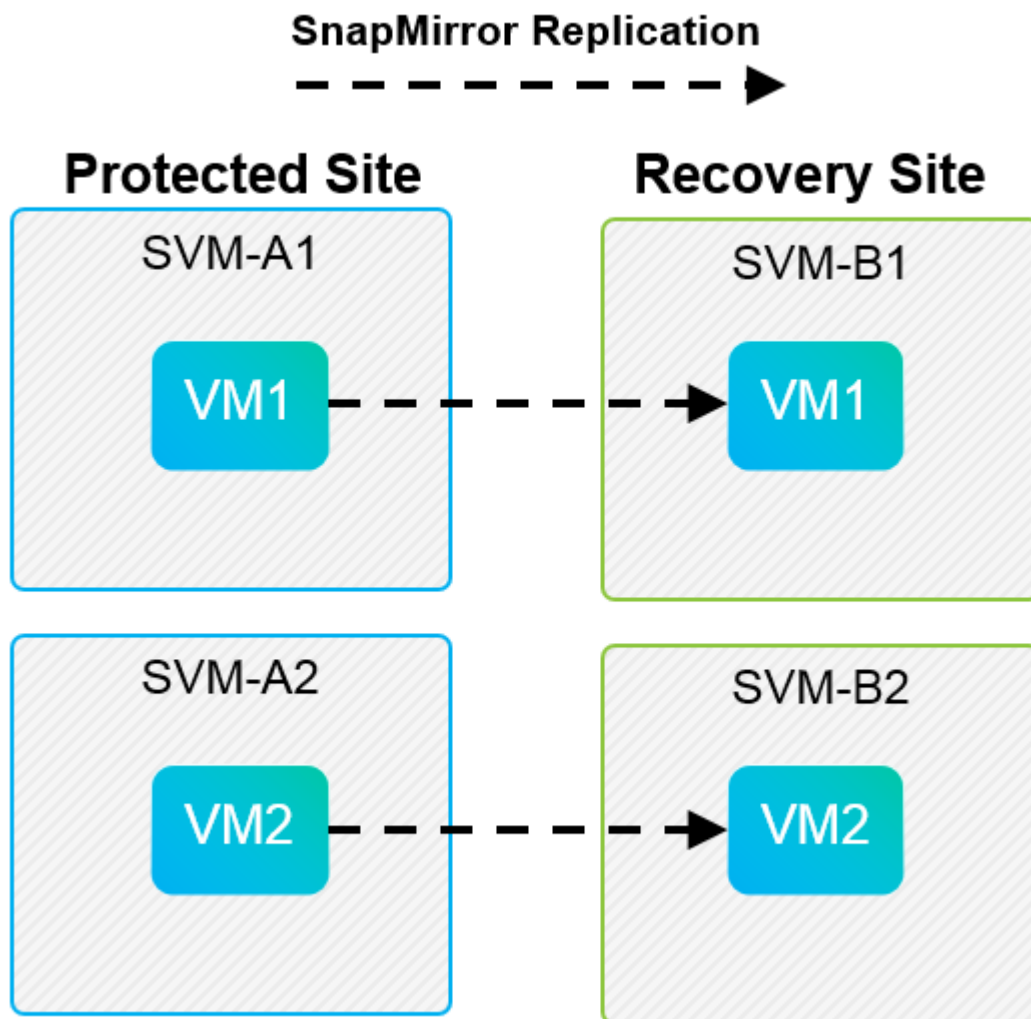 SnapMirror Replication
Protected Site
Recovery Site
SVM-A1
SVM-B1
VM1
VM1
SVM-A2
SVM-B2
VM2
VM2